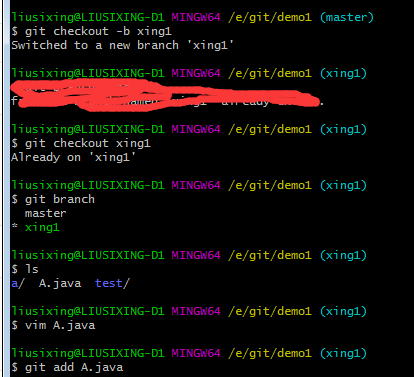 liusixing@LIUSIXING-D1 MINGW64 /e/git/demo1 (master)
$ git checkout -b xing1
Switched to a new branch 'xing1'
liusixing@LIUSIXING-D1 MINGW64 /e/git/demo1 (xing1)
liusixing@LIUSIXING-D1 MINGW64 /e/git/demo1 (xing1)
$ git checkout xing1
Already on 'xing1'
liusixing@LIUSIXING-D1 MINGW64 /e/git/demo1 (xing1)
$ git branch
master
* xing1
liusixing@LIUSIXING-D1 MINGW64 /e/git/demo1 (xing1)
$ ls
a/ A.java test/
liusixing@LIUSIXING-D1 MINGW64 /e/git/demo1 (xing1)
$ vim A.java
liusixing@LIUSIXING-D1 MINGW64 /e/git/demo1 (xing1)
$ git add A.java